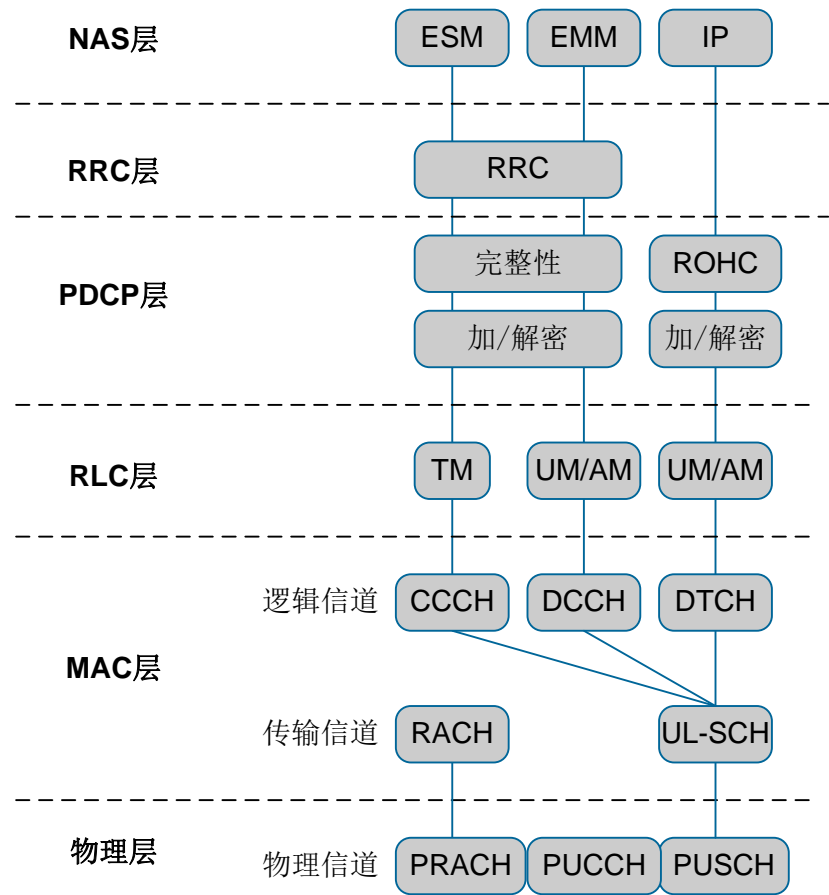 NAS层 ESM EMM IP
RRC层 RRC
完整性 ROHC
PDCP层
加/解密 加/解密
RLC层 TM UM/AM UM/AM
逻辑信道 CCCH DCCH DTCH
MAC层
传输信道 RACH UL-SCH
物理层 物理信道 PRACH PUCCH PUSCH